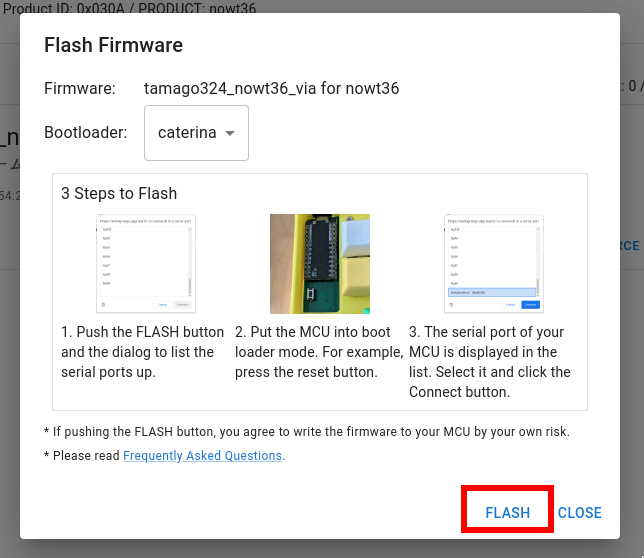 Product ID: 0x030A / PRODUCT: nowt36
Flash Firmware
Firmware: tamago324_nowt36_via for nowt36
Bootloader: caterina
3 Steps to Flash
1. Push the FLASH button
and the dialog to list the
serial ports up.
2. Put the MCU into boot
loader mode. For example,
press the reset button.
3. The serial port of your
MCU is displayed in the
list. Select it and click the
Connect button.
* If pushing the FLASH button, you agree to write the firmware to your MCU by your own risk.
* Please read Frequently Asked Questions.
FLASH CLOSE